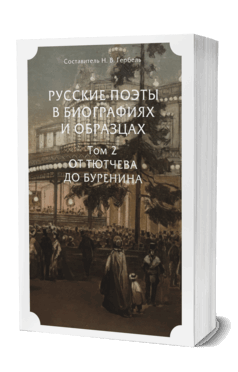 Составитель Н. В. Гербель
РУССКИЕ ПОЭТЫ
В БИОГРАФИЯХ
И ОБРАЗЦАХ
Том 2
ОТ ТЮТЧЕВА
ДО БУРЕНИНА